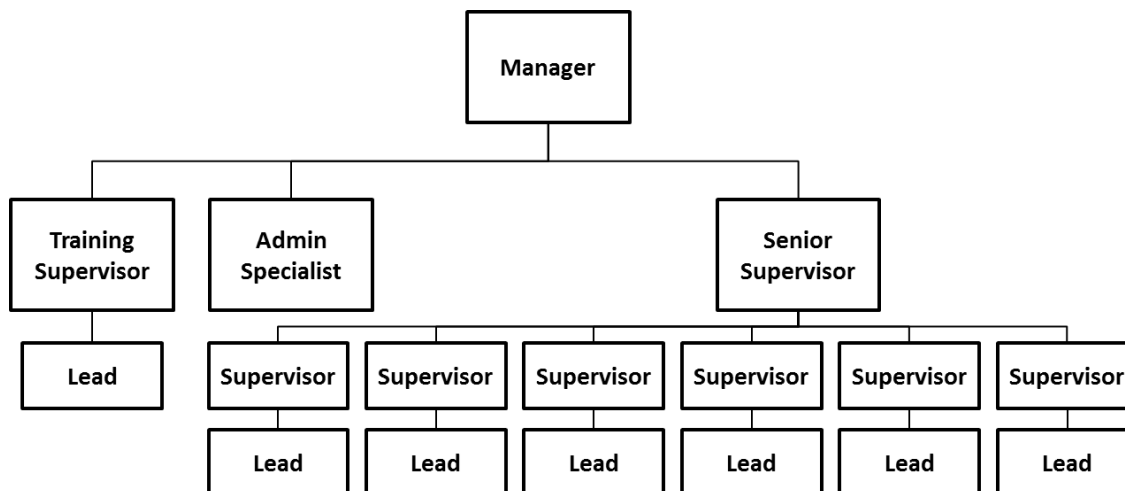 Manager
Training
Supervisor
Admin
Specialist
Senior
Supervisor
Lead
Supervisor
Supervisor
Supervisor
Supervisor
Supervisor
Supervisor
Lead
Lead
Lead
Lead
Lead
Lead